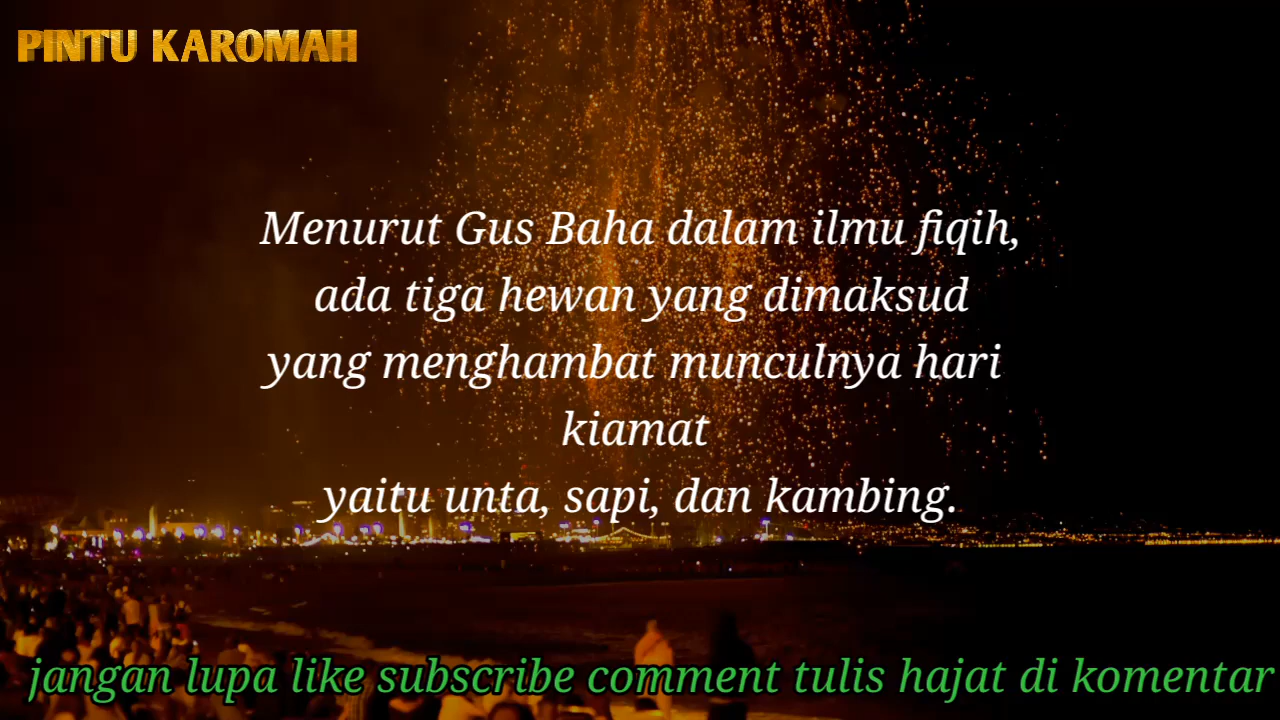 PINTU KAROMAH
Menurut Gus Baha dalam ilmu fiqih,
ada tiga hewan yang dimaksud
yang menghambat munculnya hari
kiamat
yaitu unta, sapi, dan kambing.
jangan lupa like subscribe comment tulis hajat di komentar